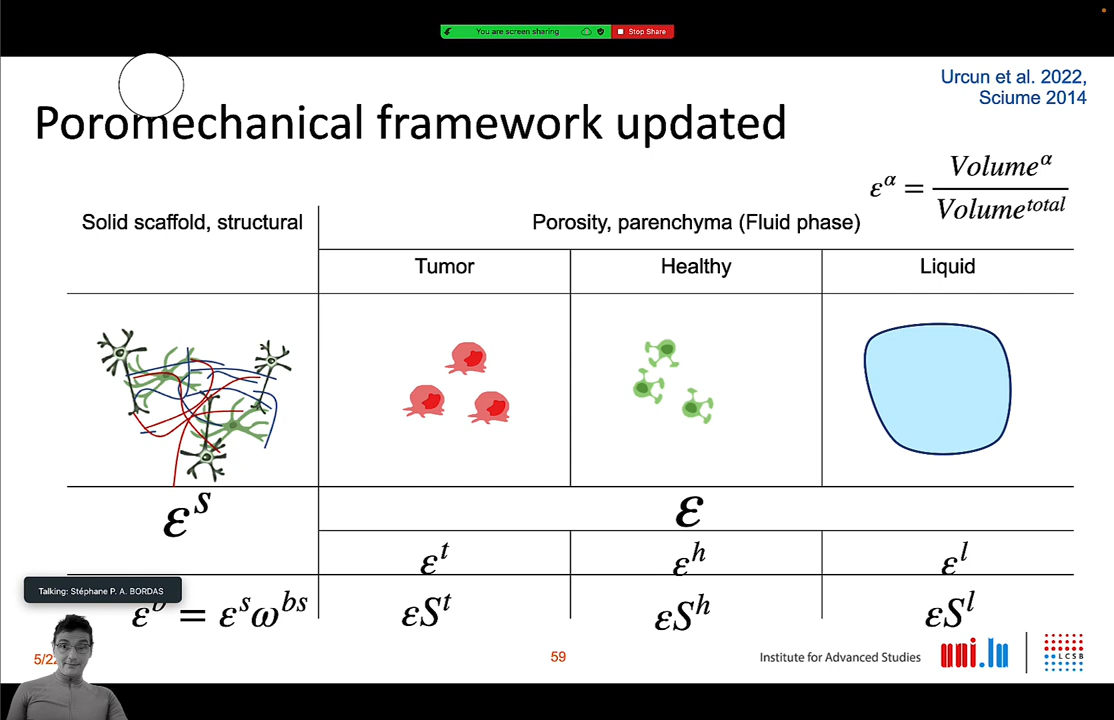 You are screen sharing Stop Share
Urcun et al. 2022,
Sciume 2014
Poromechanical framework updated
ε^α = Volume^α / Volume^total
Solid scaffold, structural
Porosity, parenchyma (Fluid phase)
Tumor Healthy Liquid
ε^s ε
ε^t ε^h ε^l
Talking: Stéphane P. A. BORDAS
ε^b = ε^s ω^bs εS^t εS^h εS^l
5/22
59
Institute for Advanced Studies
uni.lu
LCSB